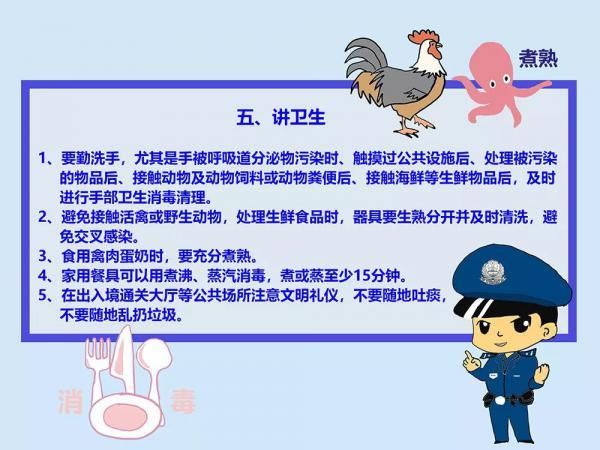 煮熟
五、讲卫生
1、要勤洗手，尤其是手被呼吸道分泌物污染时、触摸过公共设施后、处理被污染
的物品后、接触动物及动物饲料或动物粪便后、接触海鲜等生鲜物品后，及时
进行手部卫生消毒清理。
2、避免接触活禽或野生动物，处理生鲜食品时，器具要生熟分开并及时清洗，避
免交叉感染。
3、食用禽肉蛋奶时，要充分煮熟。
4、家用餐具可以用煮沸、蒸汽消毒，煮或蒸至少15分钟。
5、在出入境通关大厅等公共场所注意文明礼仪，不要随地吐痰，
不要随地乱扔垃圾。
消 毒